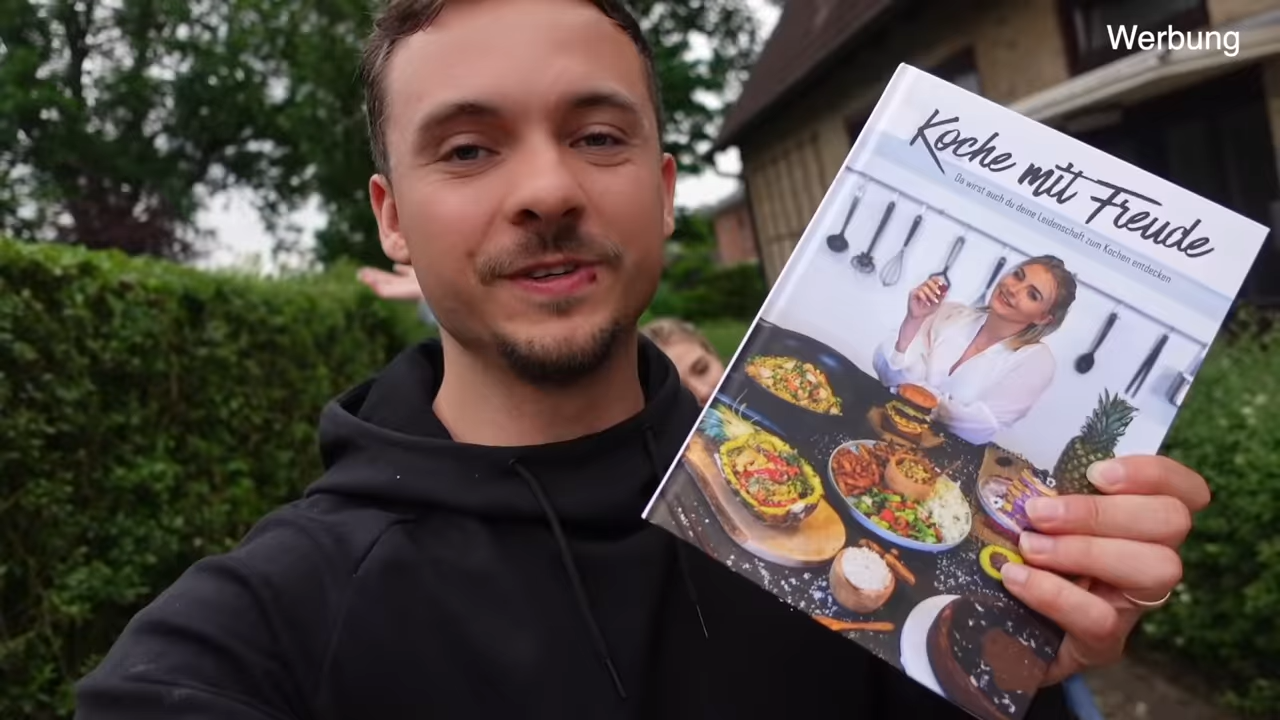 Werbung
Koche mit Freude
Da wirst auch du deine Leidenschaft zum Kochen entdecken